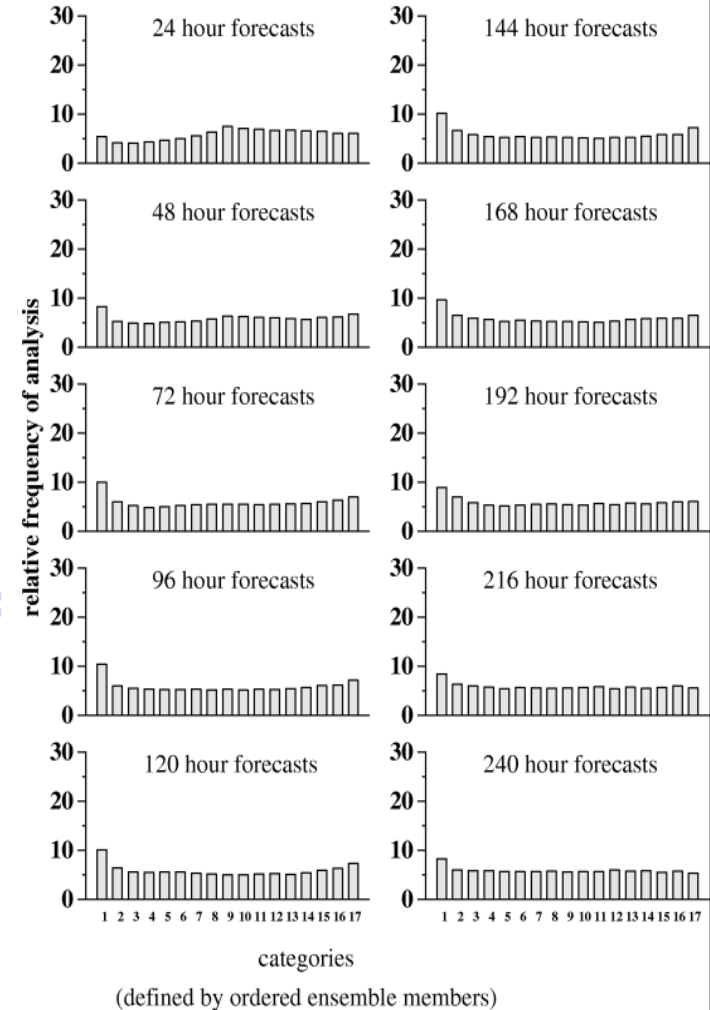 relative frequency of analysis
24 hour forecasts
30
20
10
0
48 hour forecasts
30
20
10
0
72 hour forecasts
30
20
10
0
96 hour forecasts
30
20
10
0
120 hour forecasts
30
20
10
0
1 2 3 4 5 6 7 8 9 10 11 12 13 14 15 16 17
144 hour forecasts
30
20
10
0
168 hour forecasts
30
20
10
0
192 hour forecasts
30
20
10
0
216 hour forecasts
30
20
10
0
240 hour forecasts
30
20
10
0
1 2 3 4 5 6 7 8 9 10 11 12 13 14 15 16 17
categories
(defined by ordered ensemble members)